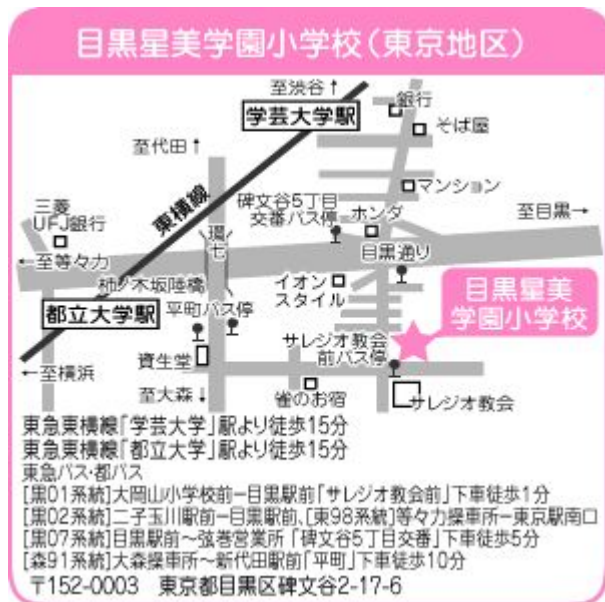 目黒星美学園小学校(東京地区)
至渋谷↑
学芸大学駅
銀行
そば屋
至代田↑
マンション
東横線
碑文谷5丁目
交番バス停
ホンダ
至目黒→
三菱
UFJ銀行
環七
目黒通り
←至等々力
柿ノ木坂陸橋
イオン
スタイル
目黒星美
学園小学校
都立大学駅
平町バス停
サレジオ教会
前バス停
資生堂
←至横浜
至大森↓
雀のお宿
サレジオ教会
東急東横線「学芸大学」駅より徒歩15分
東急東横線「都立大学」駅より徒歩15分
東急バス・都バス
[黒01系統]大岡山小学校前ー目黒駅前「サレジオ教会前」下車徒歩1分
[黒02系統]二子玉川駅前ー目黒駅前、[東98系統]等々力操車所ー東京駅南口
[黒07系統]目黒駅前~弦巻営業所「碑文谷5丁目交番」下車徒歩5分
[森91系統]大森操車所~新代田駅前「平町」下車徒歩10分
〒152-0003 東京都目黒区碑文谷2-17-6